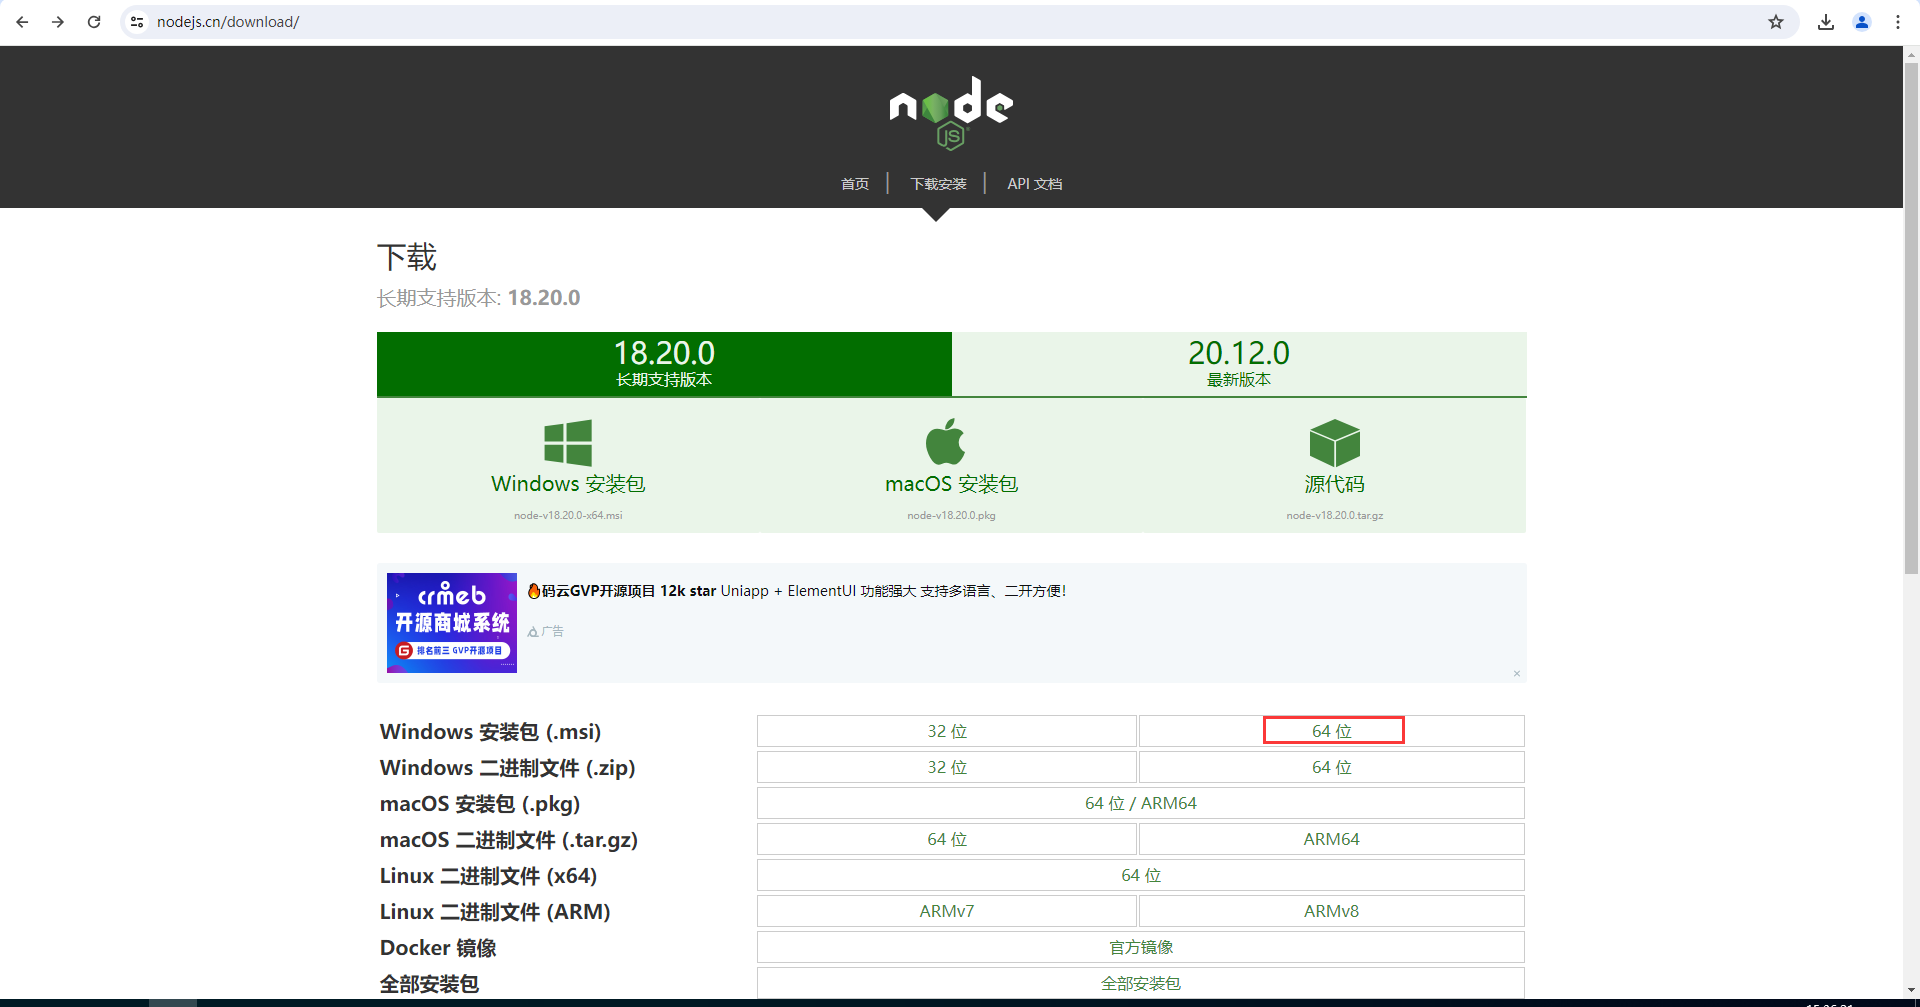 nodejs.cn/download/
node
JS
首页
下载安装
API 文档
下载
长期支持版本: 18.20.0
18.20.0
长期支持版本
20.12.0
最新版本
Windows 安装包
node-v18.20.0-x64.msi
macOS 安装包
node-v18.20.0.pkg
源代码
node-v18.20.0.tar.gz
crmeb
开源商城系统
G 排名前三 GVP开源项目
🔥码云GVP开源项目 12k star Uniapp + ElementUI 功能强大 支持多语言、二开方便！
广告
×
Windows 安装包 (.msi) 32 位 64 位
Windows 二进制文件 (.zip) 32 位 64 位
macOS 安装包 (.pkg) 64 位 / ARM64
macOS 二进制文件 (.tar.gz) 64 位 ARM64
Linux 二进制文件 (x64) 64 位
Linux 二进制文件 (ARM) ARMv7 ARMv8
Docker 镜像 官方镜像
全部安装包 全部安装包